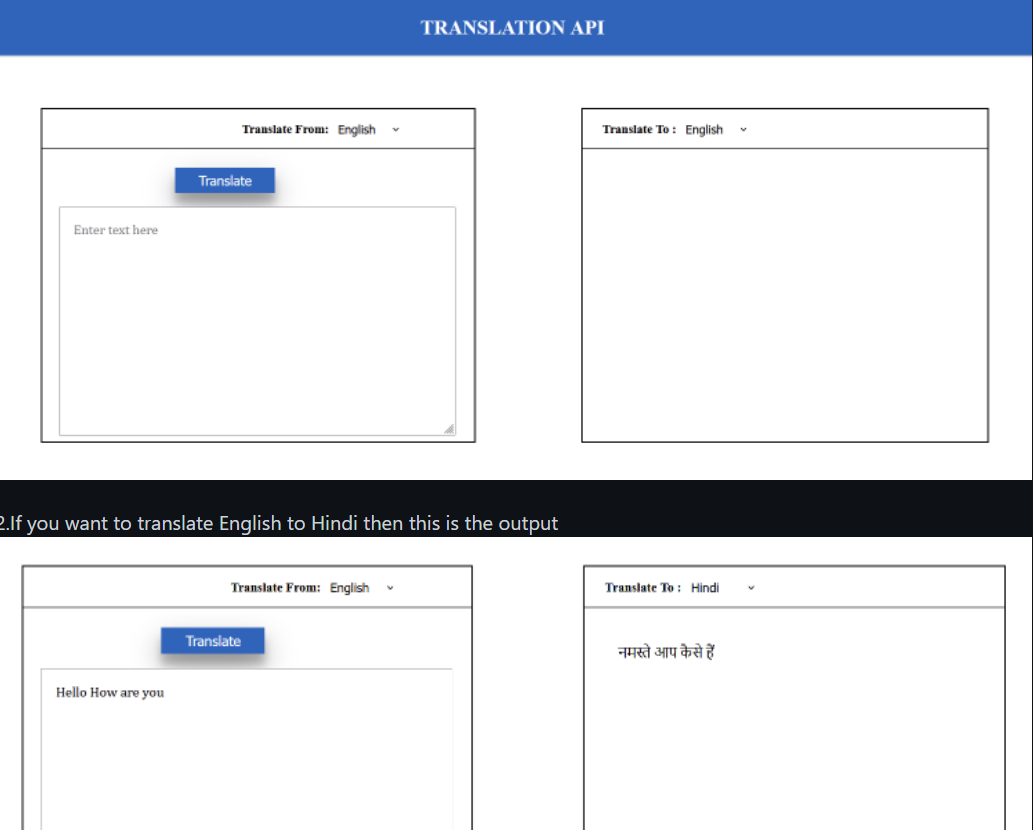 TRANSLATION API
Translate From: English
Translate To : English
Translate
Enter text here
2.If you want to translate English to Hindi then this is the output
Translate From: English
Translate To : Hindi
Translate
Hello How are you
नमस्ते आप कैसे हैं